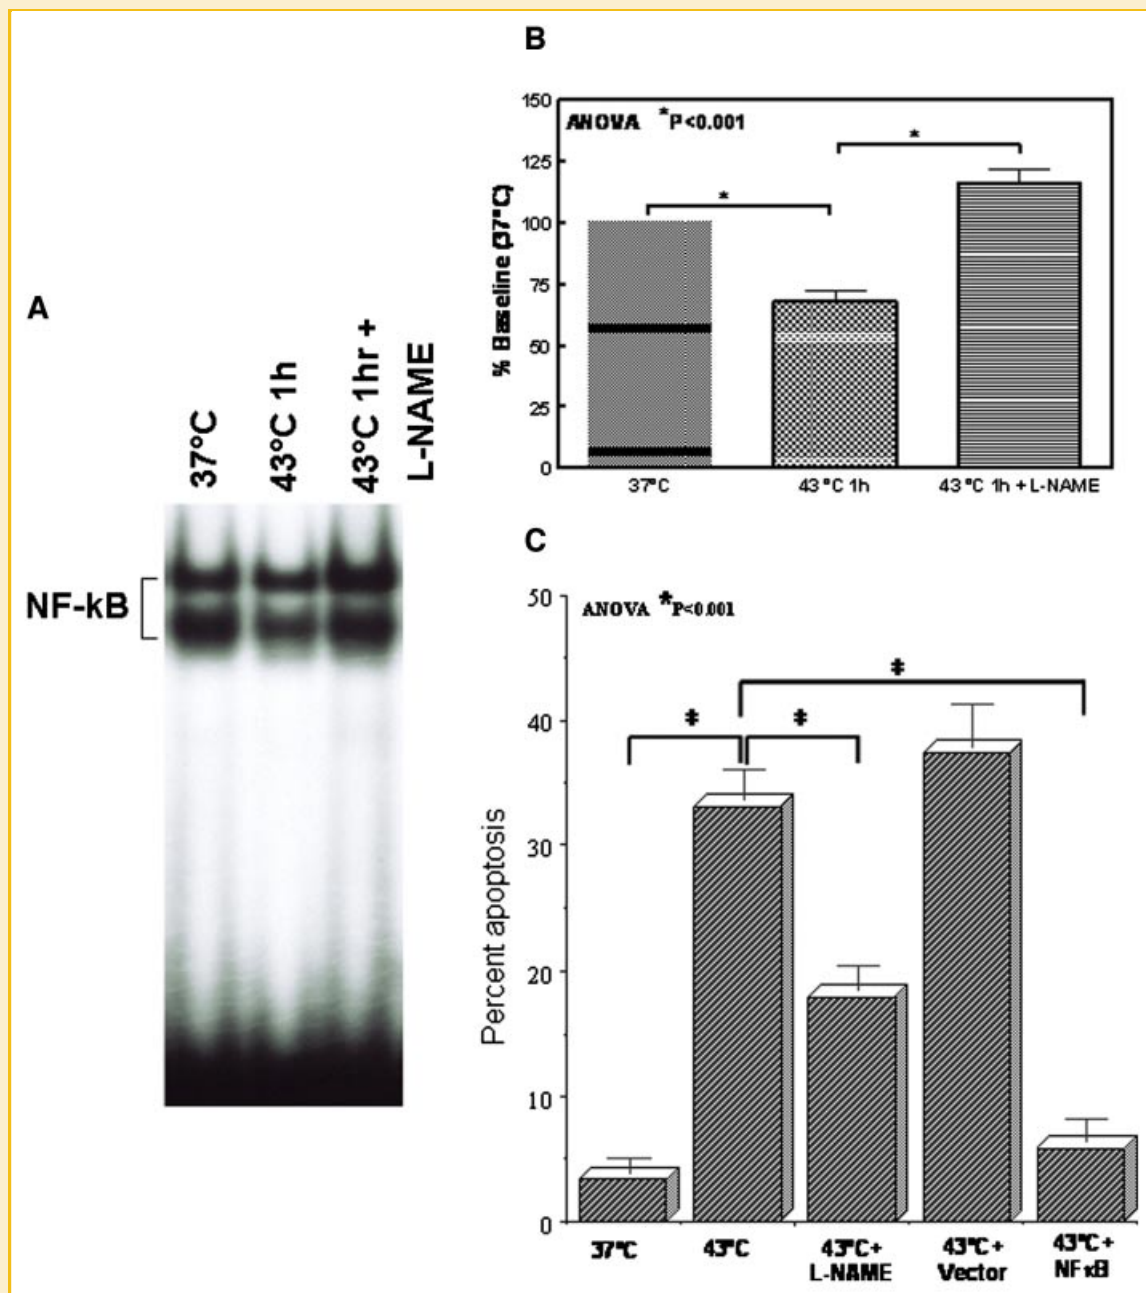 A
37°C
43°C 1h
43°C 1hr +
L-NAME
NF-kB
B
ANOVA *P<0.001
*
*
% Baseline (37°C)
150
125
100
75
50
25
0
37°C
43°C 1h
43°C 1h + L-NAME
C
ANOVA *P<0.001
‡
‡
‡
Percent apoptosis
50
40
30
20
10
0
37°C
43°C
43°C+
L-NAME
43°C+
Vector
43°C+
NFκB